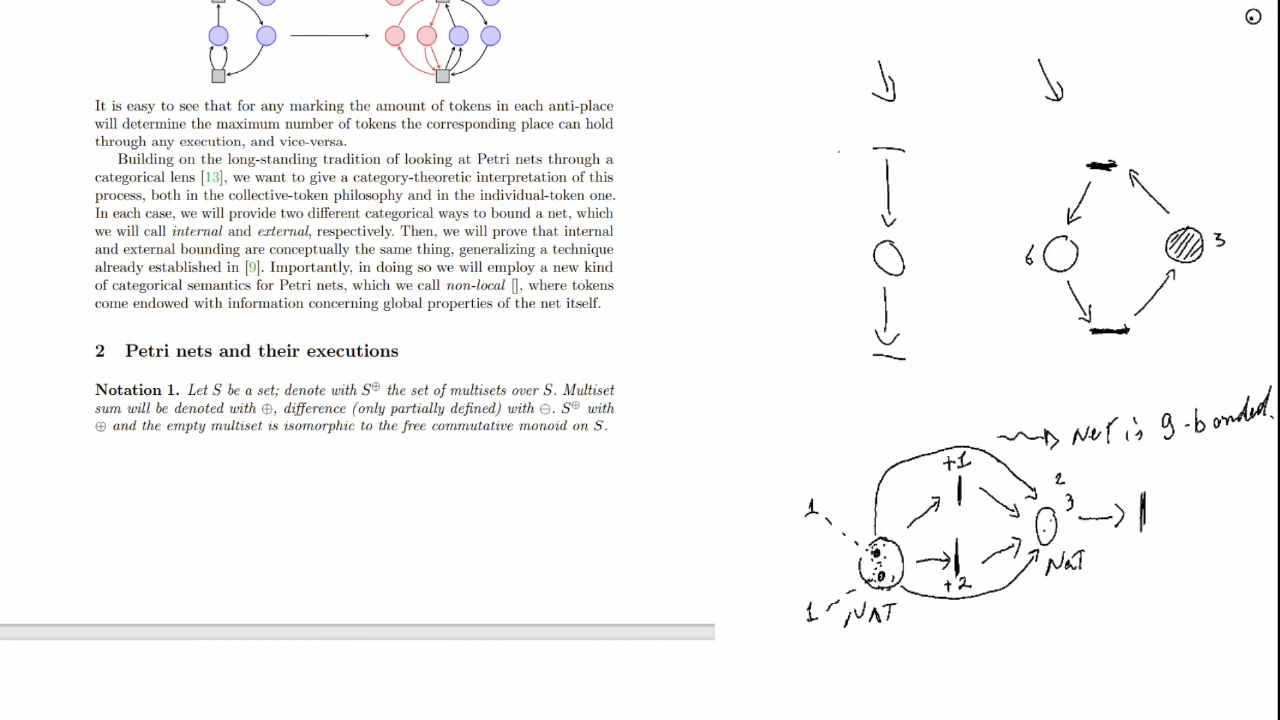 It is easy to see that for any marking the amount of tokens in each anti-place
will determine the maximum number of tokens the corresponding place can hold
through any execution, and vice-versa.
Building on the long-standing tradition of looking at Petri nets through a
categorical lens [13], we want to give a category-theoretic interpretation of this
process, both in the collective-token philosophy and in the individual-token one.
In each case, we will provide two different categorical ways to bound a net, which
we will call internal and external, respectively. Then, we will prove that internal
and external bounding are conceptually the same thing, generalizing a technique
already established in [9]. Importantly, in doing so we will employ a new kind
of categorical semantics for Petri nets, which we call non-local [], where tokens
come endowed with information concerning global properties of the net itself.
2 Petri nets and their executions
Notation 1. Let S be a set; denote with S⊕ the set of multisets over S. Multiset
sum will be denoted with ⊕, difference (only partially defined) with ⊖. S⊕ with
⊕ and the empty multiset is isomorphic to the free commutative monoid on S.
6
3
Net is 9-bonded.
+1
2
3
1
NaT
+2
1
NAT